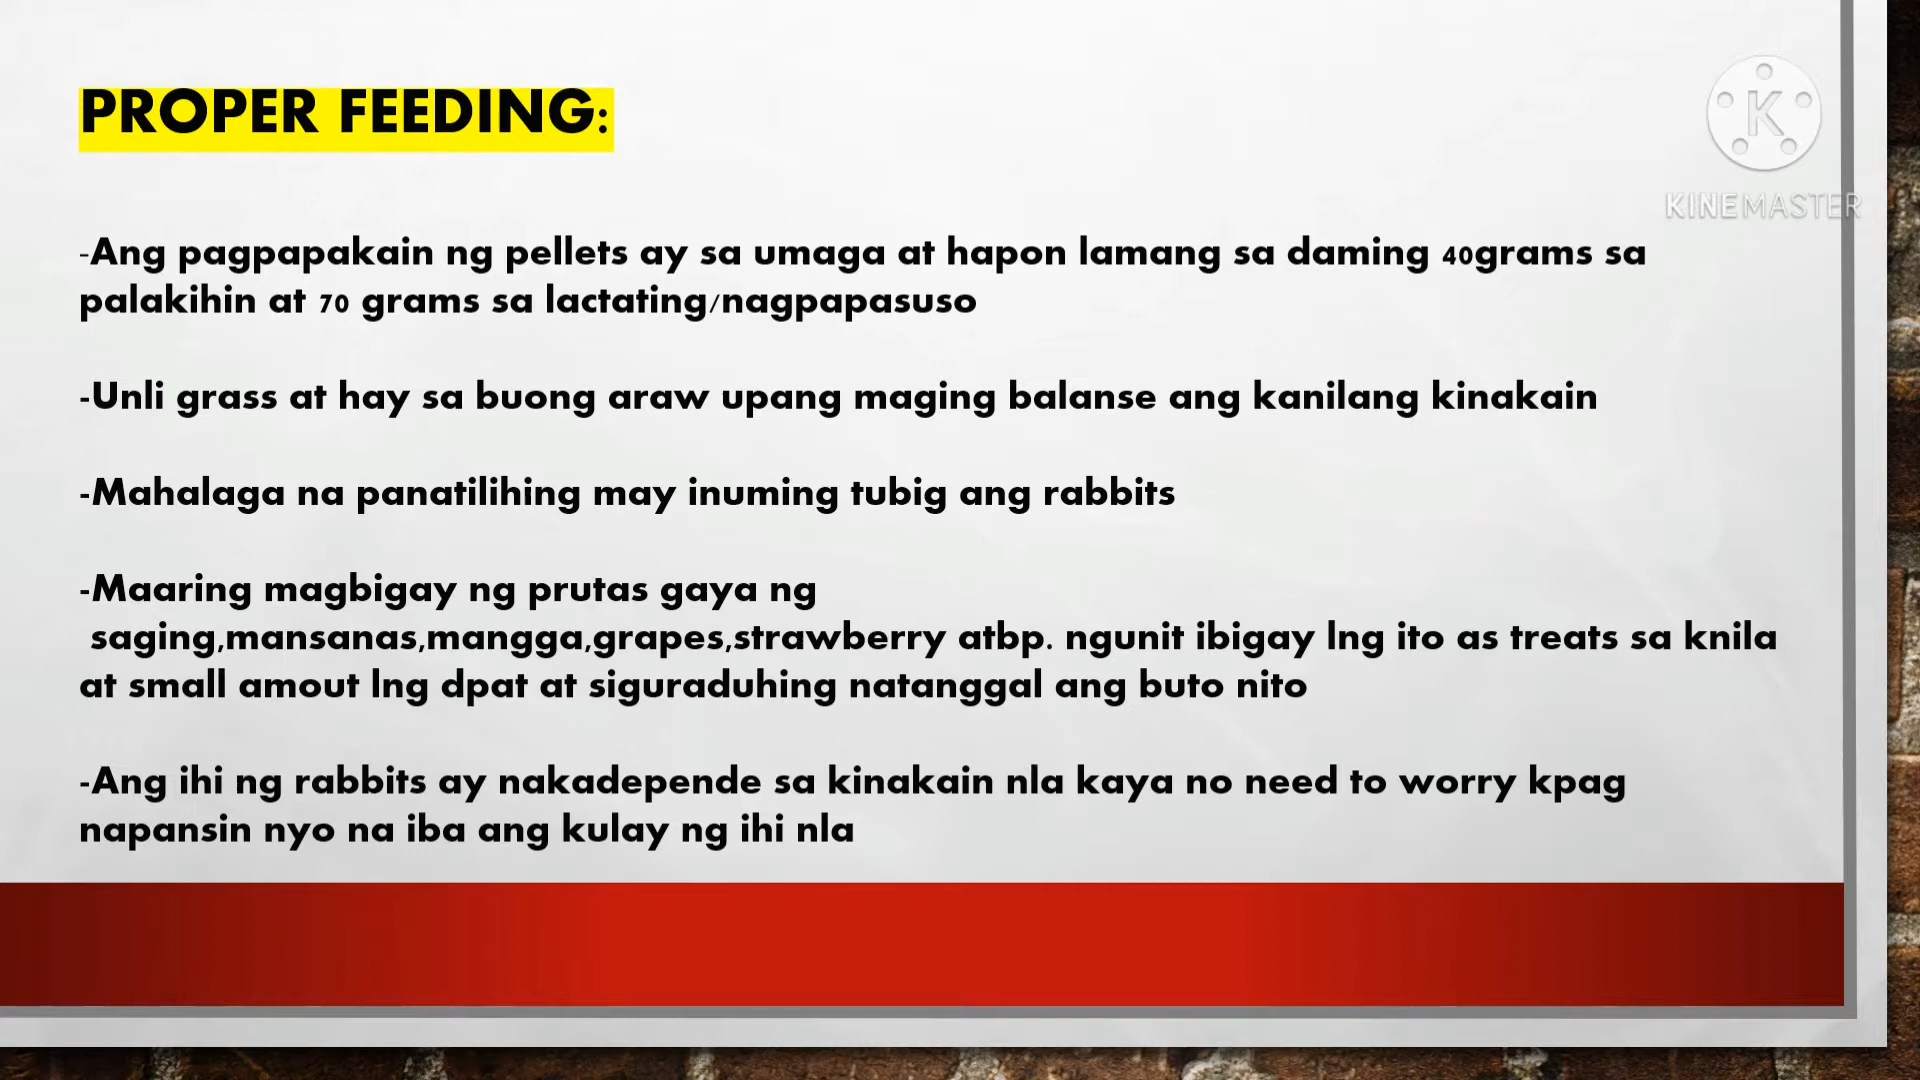 PROPER FEEDING:
K
KINEMASTER
-Ang pagpapakain ng pellets ay sa umaga at hapon lamang sa daming 40grams sa
palakihin at 70 grams sa lactating/nagpapasuso
-Unli grass at hay sa buong araw upang maging balanse ang kanilang kinakain
-Mahalaga na panatilihing may inuming tubig ang rabbits
-Maaring magbigay ng prutas gaya ng
saging,mansanas,mangga,grapes,strawberry atbp. ngunit ibigay lng ito as treats sa knila
at small amout lng dpat at siguraduhing natanggal ang buto nito
-Ang ihi ng rabbits ay nakadepende sa kinakain nla kaya no need to worry kpag
napansin nyo na iba ang kulay ng ihi nla